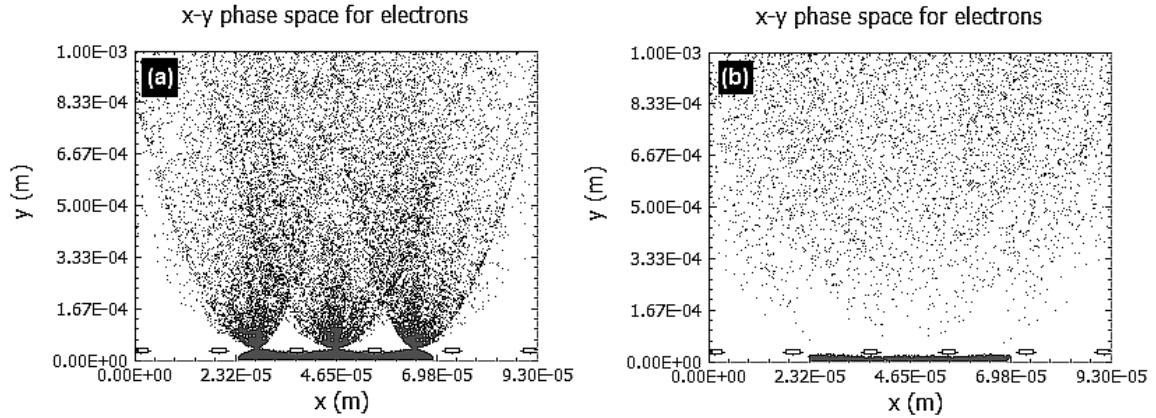 x-y phase space for electrons
(a)
y (m)
1.00E-03
8.33E-04
6.67E-04
5.00E-04
3.33E-04
1.67E-04
0.00E+00
0.00E+00 2.32E-05 4.65E-05 6.98E-05 9.30E-05
x (m)
x-y phase space for electrons
(b)
y (m)
1.00E-03
8.33E-04
6.67E-04
5.00E-04
3.33E-04
1.67E-04
0.00E+00
0.00E+00 2.32E-05 4.65E-05 6.98E-05 9.30E-05
x (m)